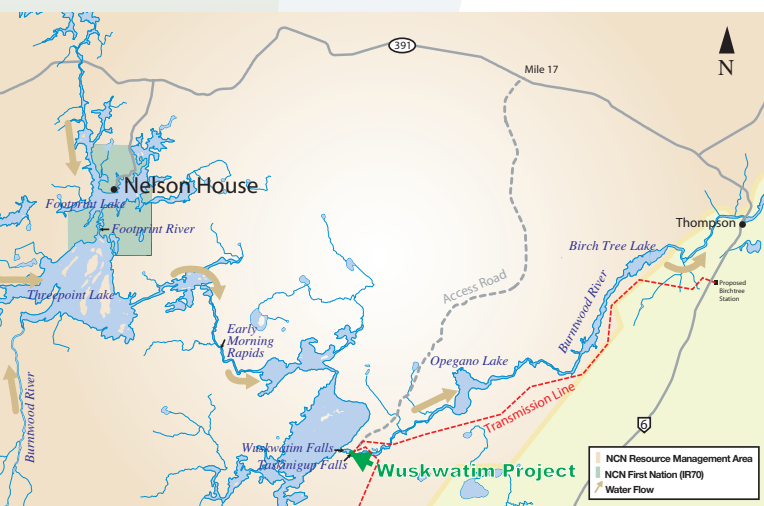 391
Mile 17
N
Nelson House
Footprint Lake
Footprint River
Thompson
Birch Tree Lake
Threepoint Lake
Access Road
Proposed
Birchtree
Station
Burntwood River
Early
Morning
Rapids
Opegano Lake
Burntwood River
Transmission Line
6
Wuskwatim Falls
Taskinigup Falls
Wuskwatim Project
NCN Resource Management Area
NCN First Nation (IR70)
Water Flow